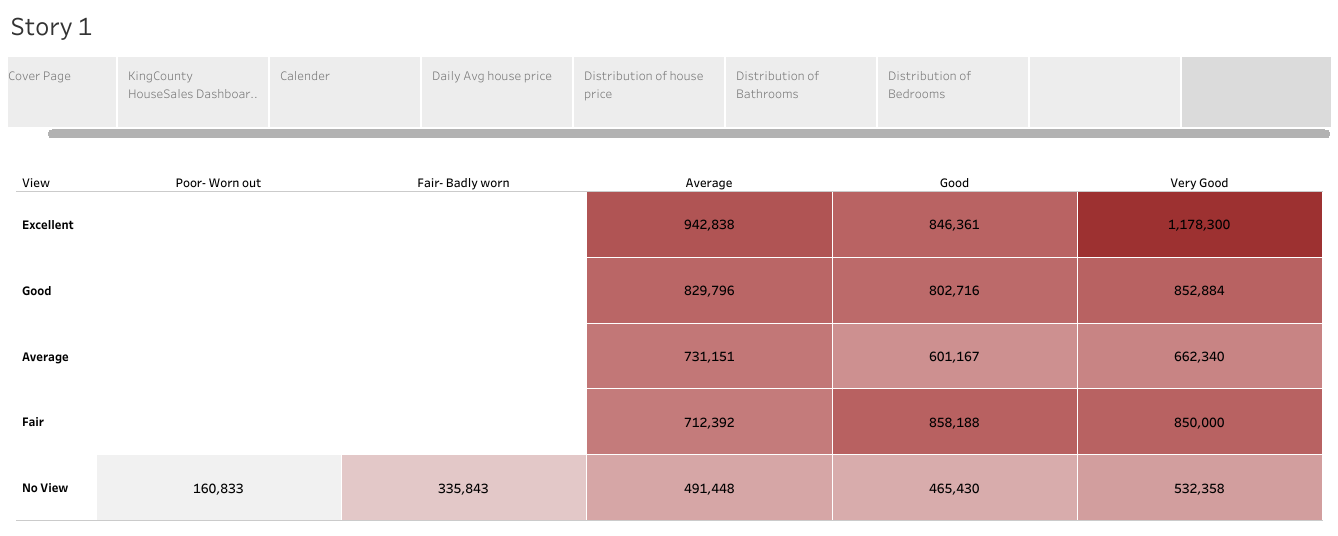 Story 1
Cover Page
KingCounty
HouseSales Dashboar..
Calender
Daily Avg house price
Distribution of house
price
Distribution of
Bathrooms
Distribution of
Bedrooms
View Poor- Worn out Fair- Badly worn Average Good Very Good
Excellent 942,838 846,361 1,178,300
Good 829,796 802,716 852,884
Average 731,151 601,167 662,340
Fair 712,392 858,188 850,000
No View 160,833 335,843 491,448 465,430 532,358